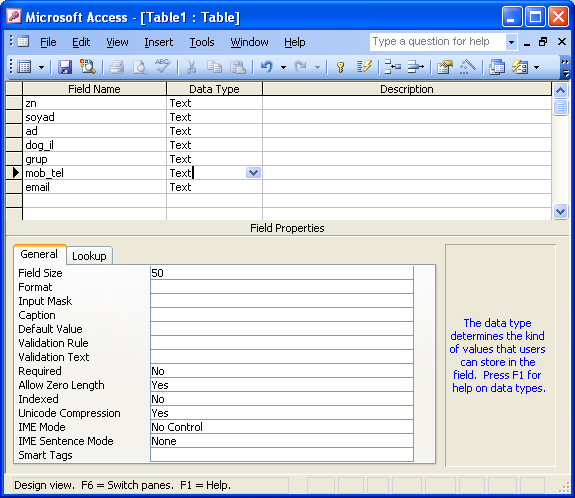 Microsoft Access - [Table1 : Table]
File Edit View Insert Tools Window Help Type a question for help
Field Name Data Type Description
zn Text
soyad Text
ad Text
dog_il Text
grup Text
mob_tel Text
email Text
Field Properties
General Lookup
Field Size 50
Format
Input Mask
Caption
Default Value
Validation Rule
Validation Text
Required No
Allow Zero Length Yes
Indexed No
Unicode Compression Yes
IME Mode No Control
IME Sentence Mode None
Smart Tags
The data type
determines the kind
of values that users
can store in the
field. Press F1 for
help on data types.
Design view. F6 = Switch panes. F1 = Help.